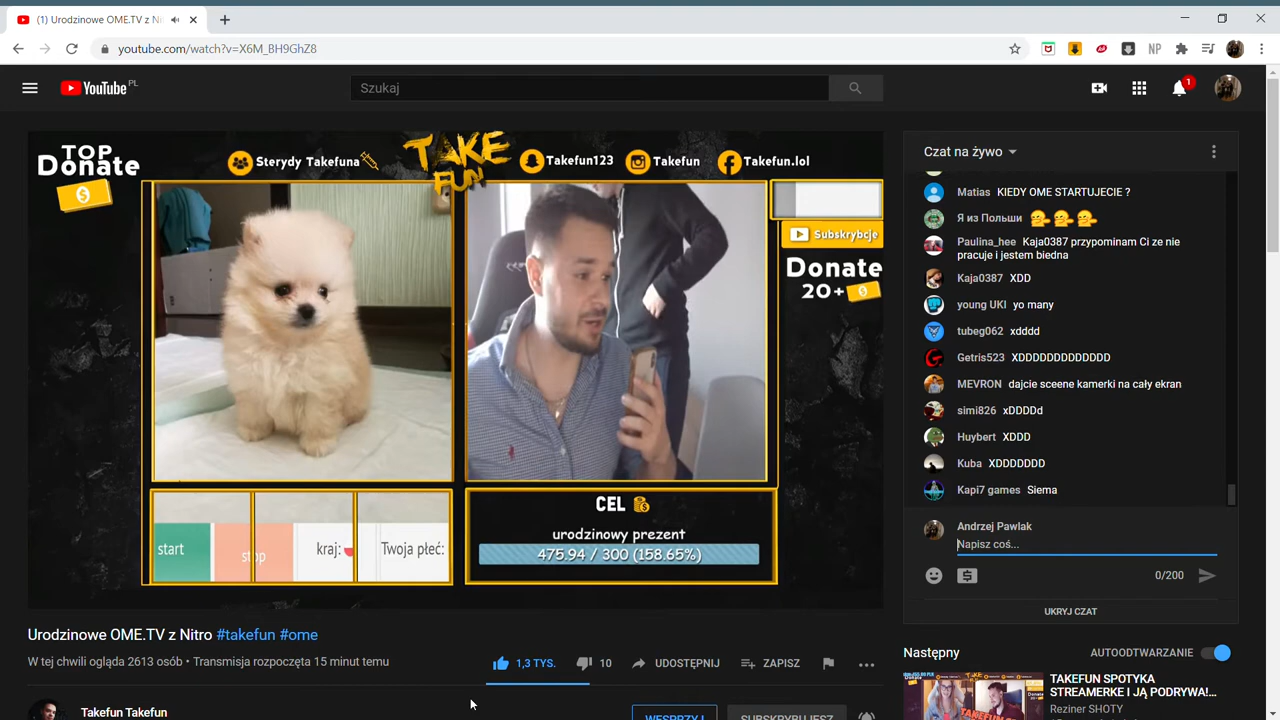 (1) Urodzinowe OME.TV z Ni
youtube.com/watch?v=X6M_BH9GhZ8
NP
YouTube PL
Szukaj
1
TOP
Donate
Sterydy Takefuna
TAKE
FUN
Takefun123
Takefun
Takefun.lol
Subskrybcje
Donate
20+
start
stop
kraj:
Twoja płeć:
CEL
urodzinowy prezent
475.94 / 300 (158.65%)
Urodzinowe OME.TV z Nitro #takefun #ome
W tej chwili ogląda 2613 osób • Transmisja rozpoczęta 15 minut temu
1,3 TYS.
10
UDOSTĘPNIJ
ZAPISZ
Takefun Takefun
WESPRZYJ
SUBSKRYBUJESZ
Czat na żywo
Matias KIEDY OME STARTUJECIE ?
Я из Польши
Paulina_hee Kaja0387 przypominam Ci ze nie
pracuje i jestem biedna
Kaja0387 XDD
young UKI yo many
tubeg062 xdddd
Getris523 XDDDDDDDDDDDDD
MEVRON dajcie sceene kamerki na cały ekran
simi826 xDDDDd
Huybert XDDD
Kuba XDDDDDDD
Kapi7 games Siema
Andrzej Pawlak
Napisz coś...
0/200
UKRYJ CZAT
Następny
AUTOODTWARZANIE
TAKEFUN SPOTYKA
STREAMERKE I JĄ PODRYWA!...
Reziner SHOTY